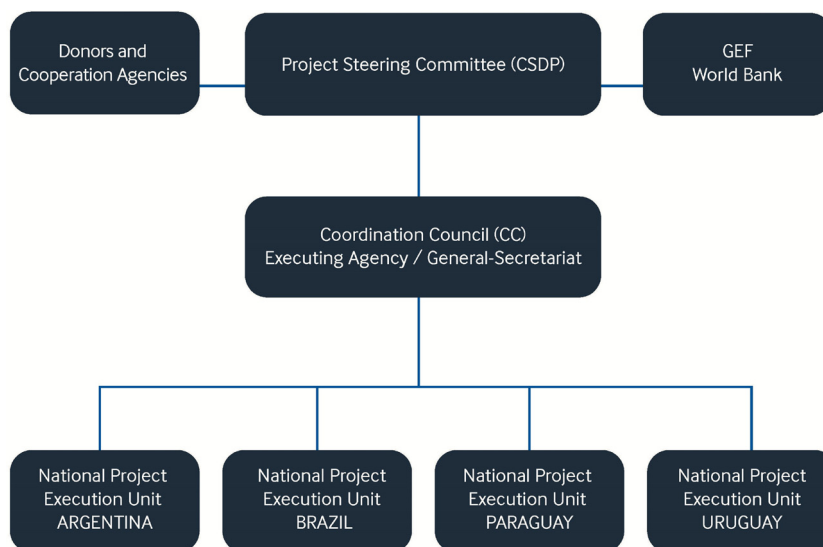 Donors and
Cooperation Agencies
Project Steering Committee (CSDP)
GEF
World Bank
Coordination Council (CC)
Executing Agency / General-Secretariat
National Project
Execution Unit
ARGENTINA
National Project
Execution Unit
BRAZIL
National Project
Execution Unit
PARAGUAY
National Project
Execution Unit
URUGUAY